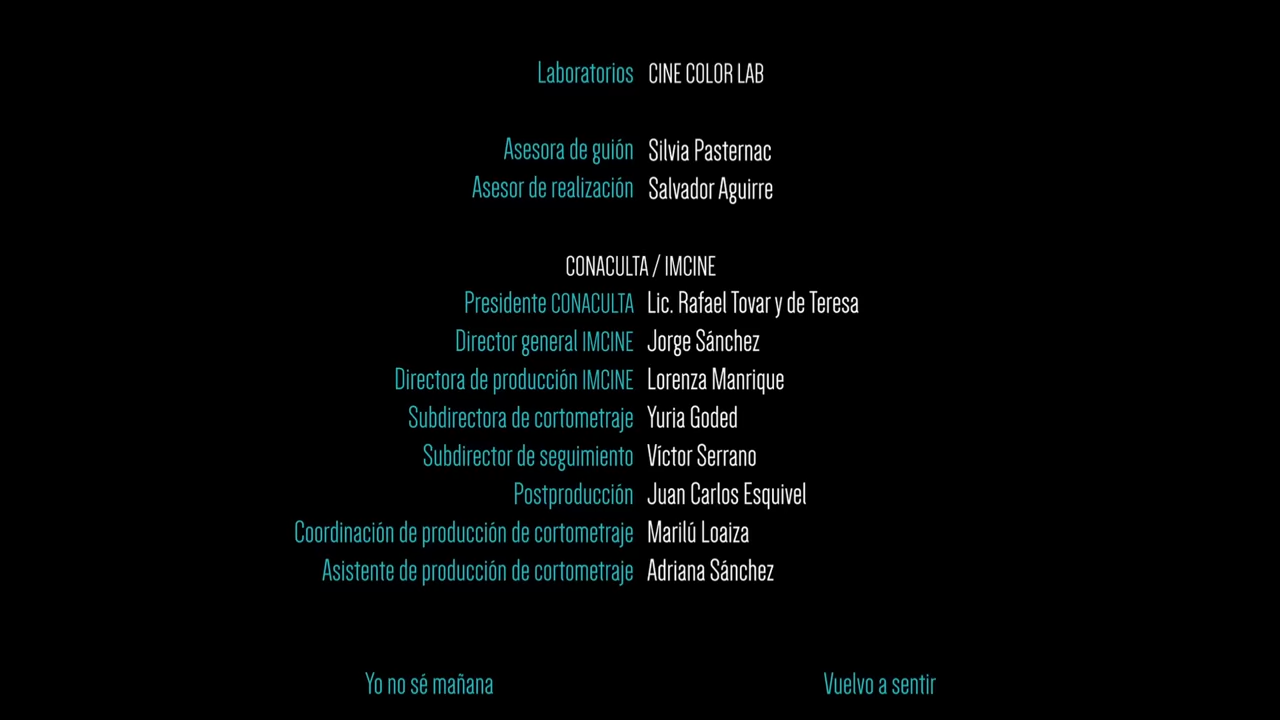 Laboratorios CINE COLOR LAB
Asesora de guión Silvia Pasternac
Asesor de realización Salvador Aguirre
CONACULTA / IMCINE
Presidente CONACULTA Lic. Rafael Tovar y de Teresa
Director general IMCINE Jorge Sánchez
Directora de producción IMCINE Lorenza Manrique
Subdirectora de cortometraje Yuria Goded
Subdirector de seguimiento Víctor Serrano
Postproducción Juan Carlos Esquivel
Coordinación de producción de cortometraje Marilú Loaiza
Asistente de producción de cortometraje Adriana Sánchez
Yo no sé mañana Vuelvo a sentir